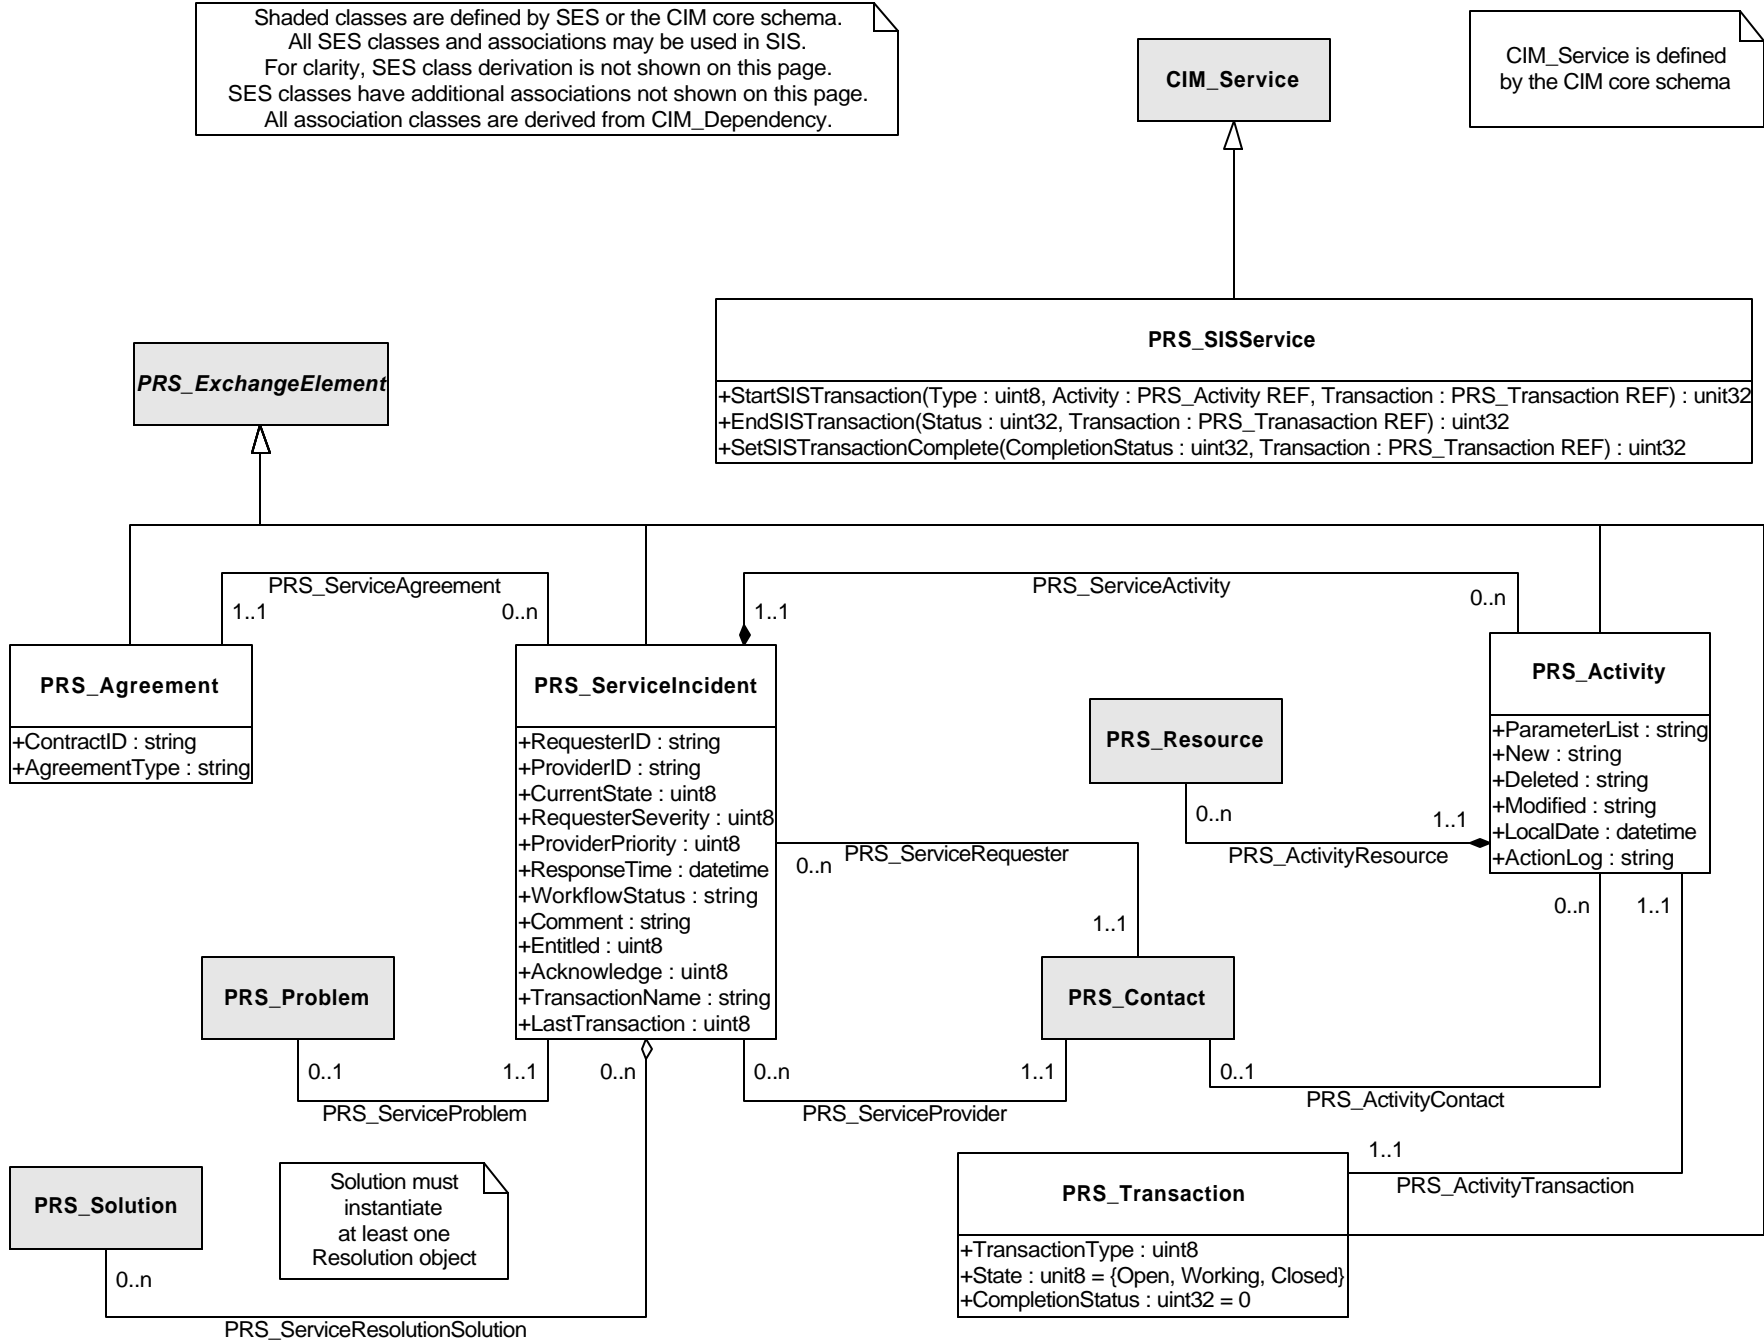 Shaded classes are defined by SES or the CIM core schema.
All SES classes and associations may be used in SIS.
For clarity, SES class derivation is not shown on this page.
SES classes have additional associations not shown on this page.
All association classes are derived from CIM_Dependency.
CIM_Service
CIM_Service is defined
by the CIM core schema
PRS_SISService
+StartSISTransaction(Type : uint8, Activity : PRS_Activity REF, Transaction : PRS_Transaction REF) : unit32
+EndSISTransaction(Status : uint32, Transaction : PRS_Tranasaction REF) : uint32
+SetSISTransactionComplete(CompletionStatus : uint32, Transaction : PRS_Transaction REF) : uint32
PRS_ExchangeElement
PRS_ServiceAgreement
1..1
0..n
PRS_ServiceActivity
1..1
0..n
PRS_Agreement
+ContractID : string
+AgreementType : string
PRS_ServiceIncident
+RequesterID : string
+ProviderID : string
+CurrentState : uint8
+RequesterSeverity : uint8
+ProviderPriority : uint8
+ResponseTime : datetime
+WorkflowStatus : string
+Comment : string
+Entitled : uint8
+Acknowledge : uint8
+TransactionName : string
+LastTransaction : uint8
PRS_Activity
+ParameterList : string
+New : string
+Deleted : string
+Modified : string
+LocalDate : datetime
+ActionLog : string
PRS_Resource
0..n
1..1
PRS_ActivityResource
PRS_ServiceRequester
0..n
1..1
0..n
1..1
PRS_Problem
PRS_Contact
0..1
1..1
PRS_ServiceProblem
0..n
0..n
1..1
PRS_ServiceProvider
0..1
PRS_ActivityContact
1..1
PRS_ActivityTransaction
PRS_Solution
0..n
PRS_ServiceResolutionSolution
Solution must
instantiate
at least one
Resolution object
PRS_Transaction
+TransactionType : uint8
+State : unit8 = {Open, Working, Closed}
+CompletionStatus : uint32 = 0